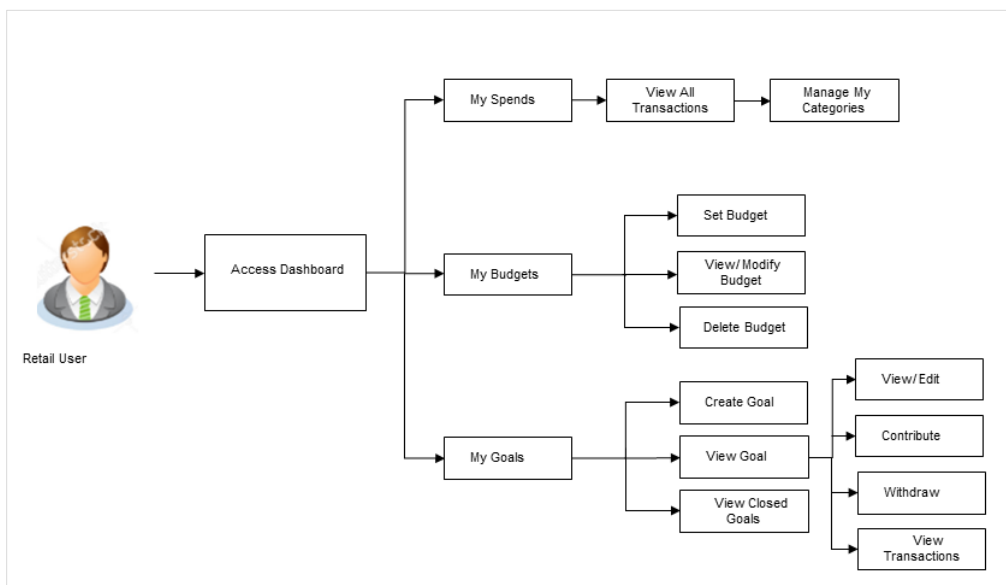 My Spends
View All
Transactions
Manage My
Categories
Set Budget
Access Dashboard
My Budgets
View/Modify
Budget
Delete Budget
Retail User
View/Edit
Create Goal
Contribute
My Goals
View Goal
Withdraw
View Closed
Goals
View
Transactions